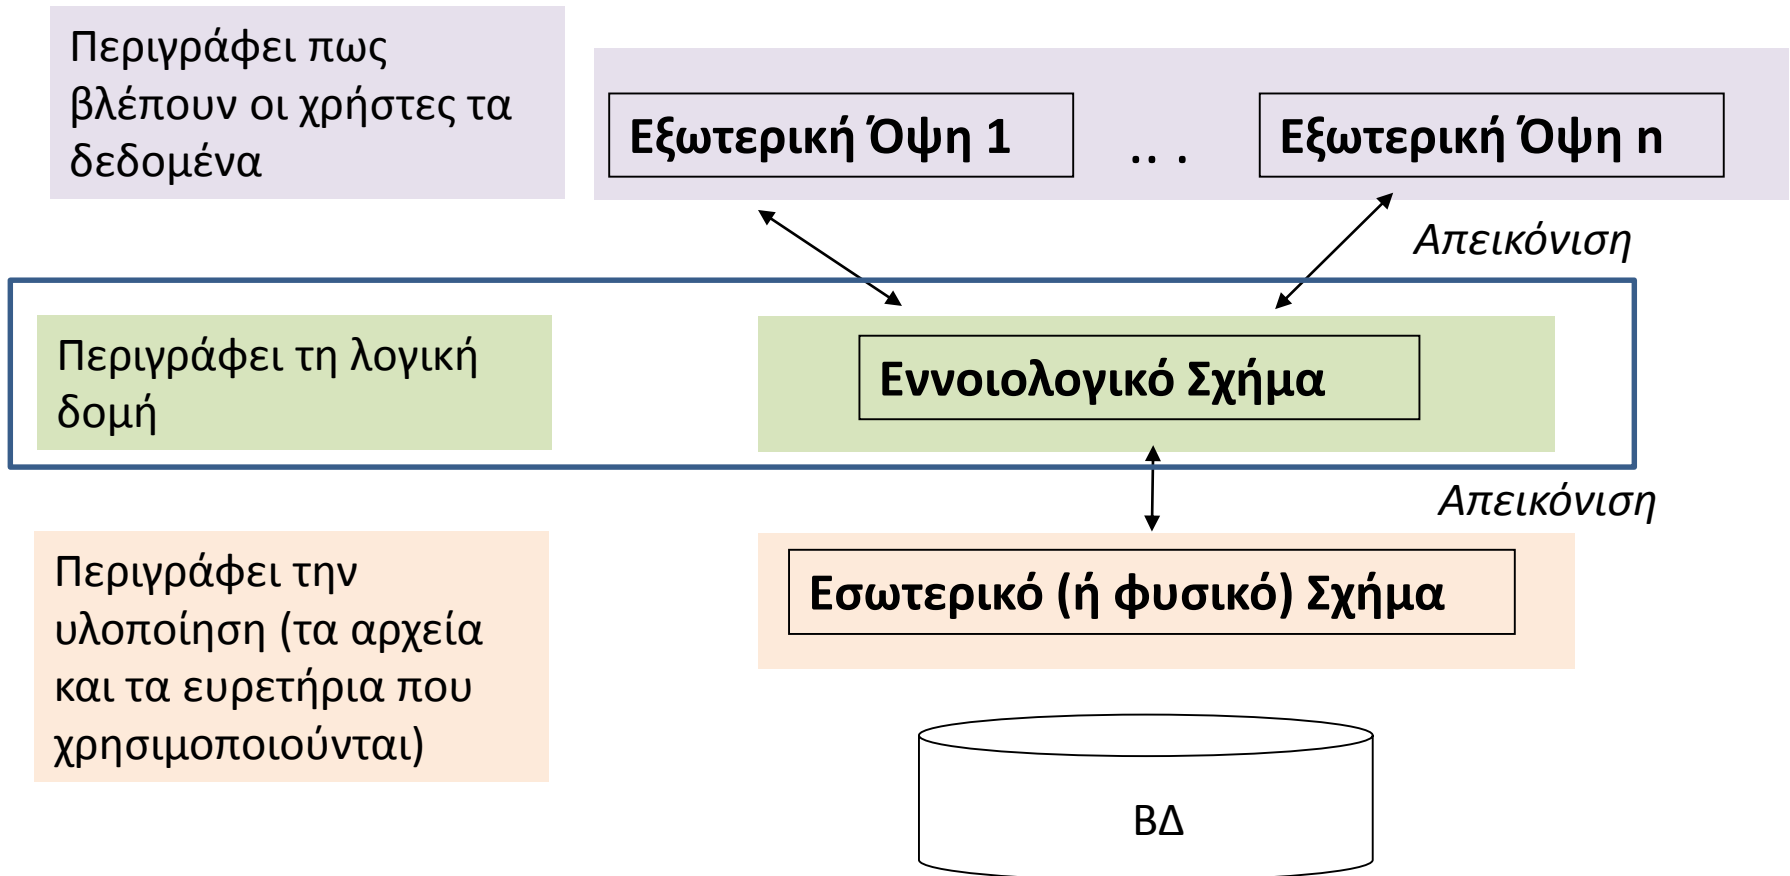 Περιγράφει πως
βλέπουν οι χρήστες τα
δεδομένα
Εξωτερική Όψη 1
.. .
Εξωτερική Όψη n
Απεικόνιση
Περιγράφει τη λογική
δομή
Εννοιολογικό Σχήμα
Απεικόνιση
Περιγράφει την
υλοποίηση (τα αρχεία
και τα ευρετήρια που
χρησιμοποιούνται)
Εσωτερικό (ή φυσικό) Σχήμα
ΒΔ